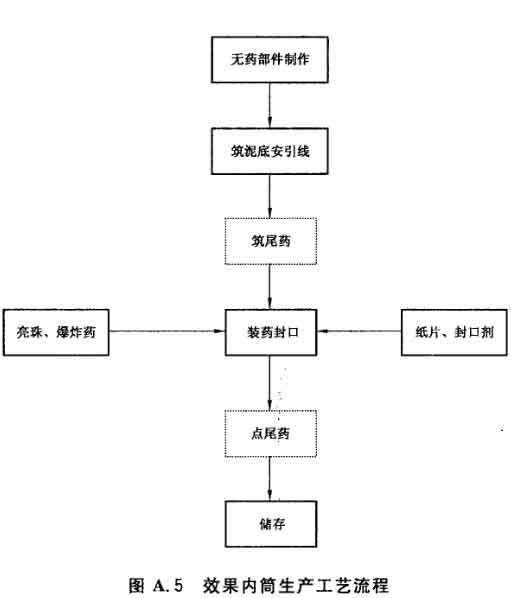 无药部件制作
筑泥底安引线
筑尾药
亮珠、爆炸药
装药封口
纸片、封口剂
点尾药
储存
图 A.5 效果内筒生产工艺流程